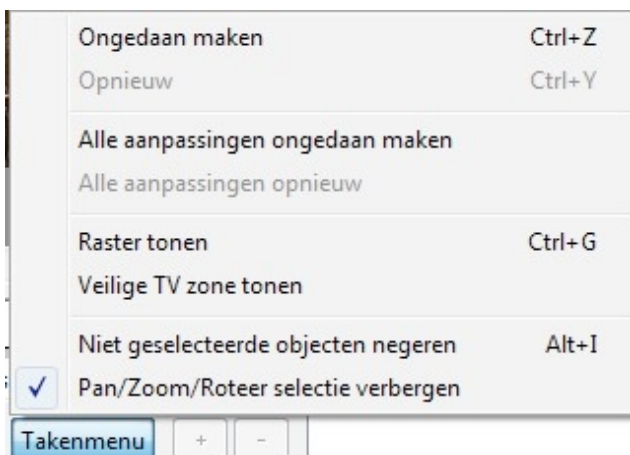 Ongedaan maken Ctrl+Z
Opnieuw Ctrl+Y
Alle aanpassingen ongedaan maken
Alle aanpassingen opnieuw
Raster tonen Ctrl+G
Veilige TV zone tonen
Niet geselecteerde objecten negeren Alt+I
✓ Pan/Zoom/Roteer selectie verbergen
Takenmenu + -